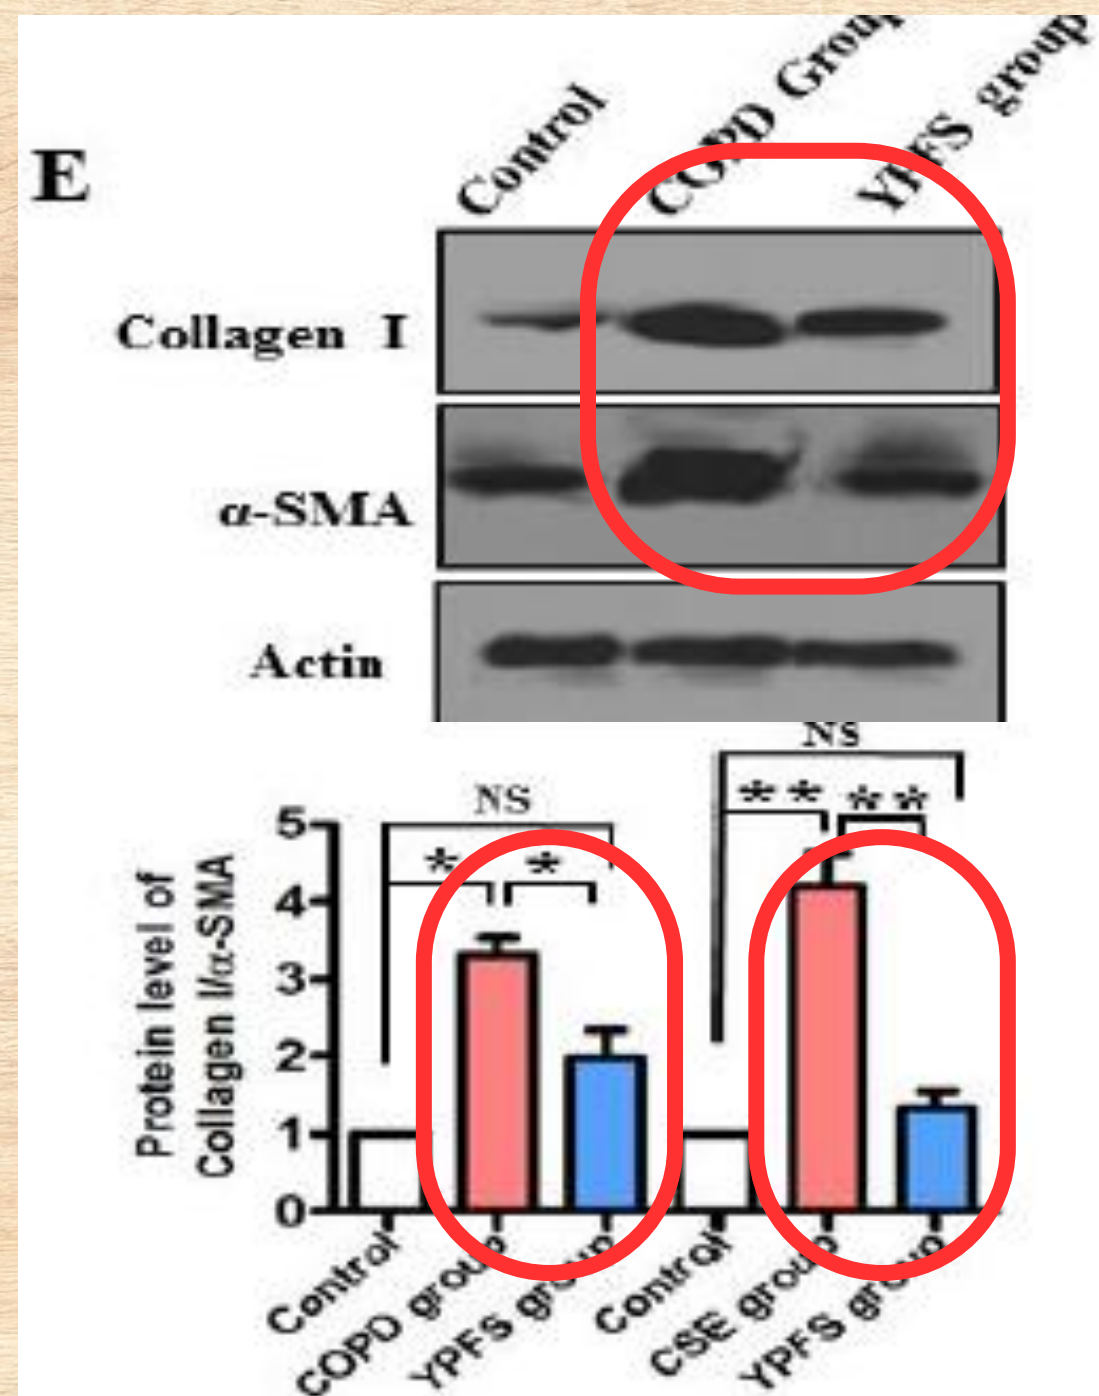 E
Control
COPD Group
YPFS group
Collagen I
α-SMA
Actin
NS
NS
* *
* *
*
*
Protein level of
Collagen I/α-SMA
5
4
3
2
1
0
Control
COPD group
YPFS group
Control
CSE group
YPFS group